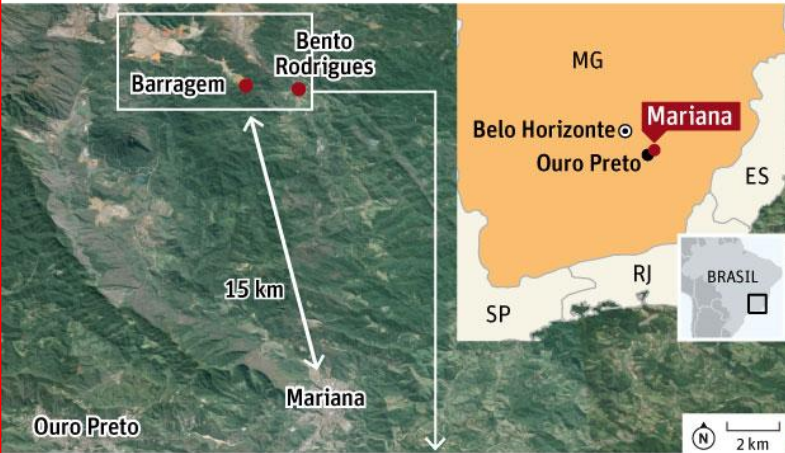 Bento
Rodrigues
Barragem
15 km
Mariana
Ouro Preto
MG
Mariana
Belo Horizonte
Ouro Preto
ES
RJ
SP
BRASIL
N
2 km